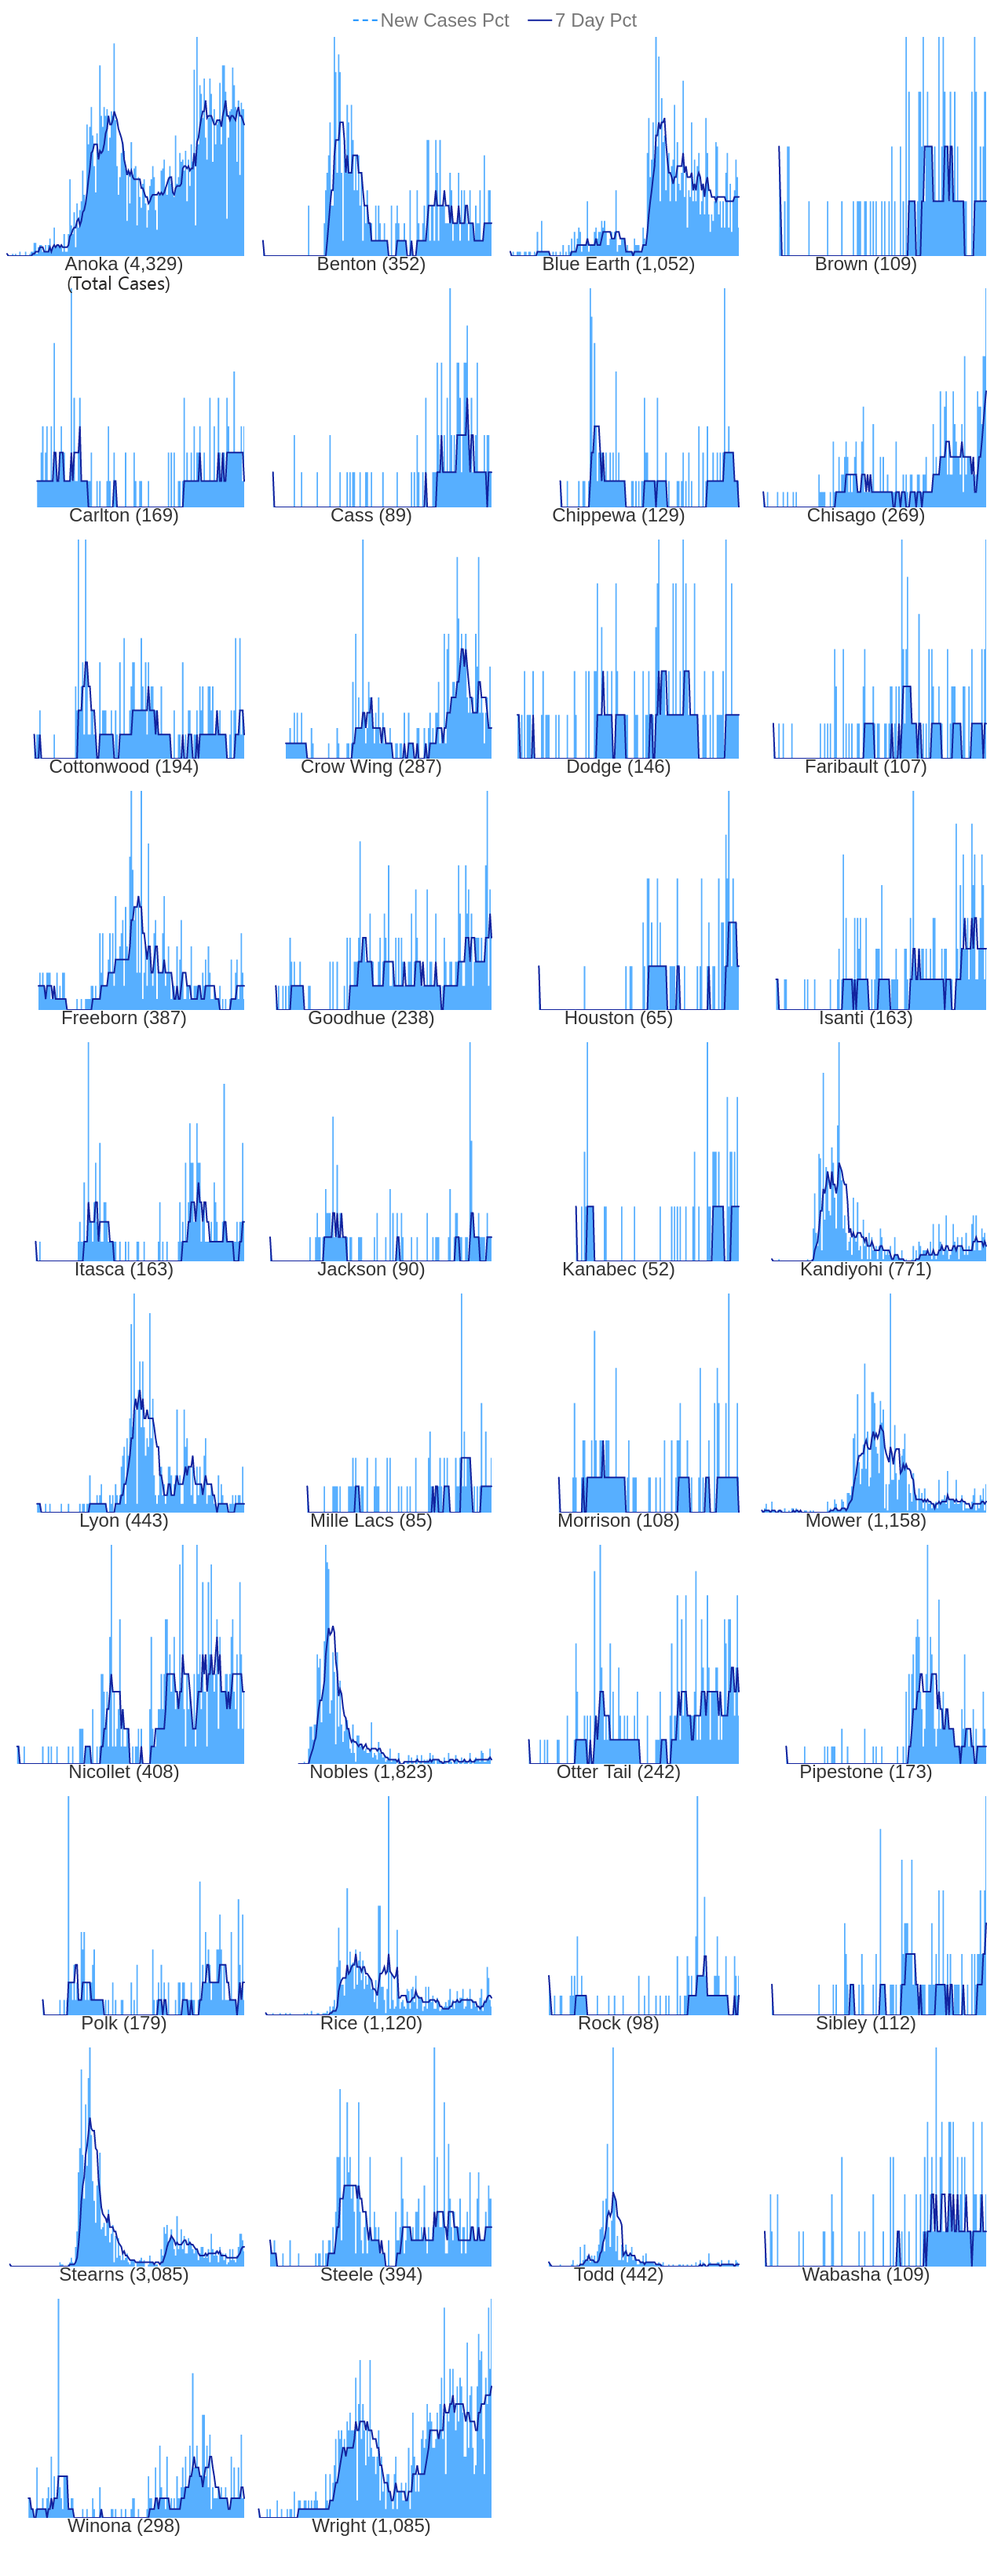 New Cases Pct 7 Day Pct
Anoka (4,329) Benton (352) Blue Earth (1,052) Brown (109)
(Total Cases)
Carlton (169) Cass (89) Chippewa (129) Chisago (269)
Cottonwood (194) Crow Wing (287) Dodge (146) Faribault (107)
Freeborn (387) Goodhue (238) Houston (65) Isanti (163)
Itasca (163) Jackson (90) Kanabec (52) Kandiyohi (771)
Lyon (443) Mille Lacs (85) Morrison (108) Mower (1,158)
Nicollet (408) Nobles (1,823) Otter Tail (242) Pipestone (173)
Polk (179) Rice (1,120) Rock (98) Sibley (112)
Stearns (3,085) Steele (394) Todd (442) Wabasha (109)
Winona (298) Wright (1,085)